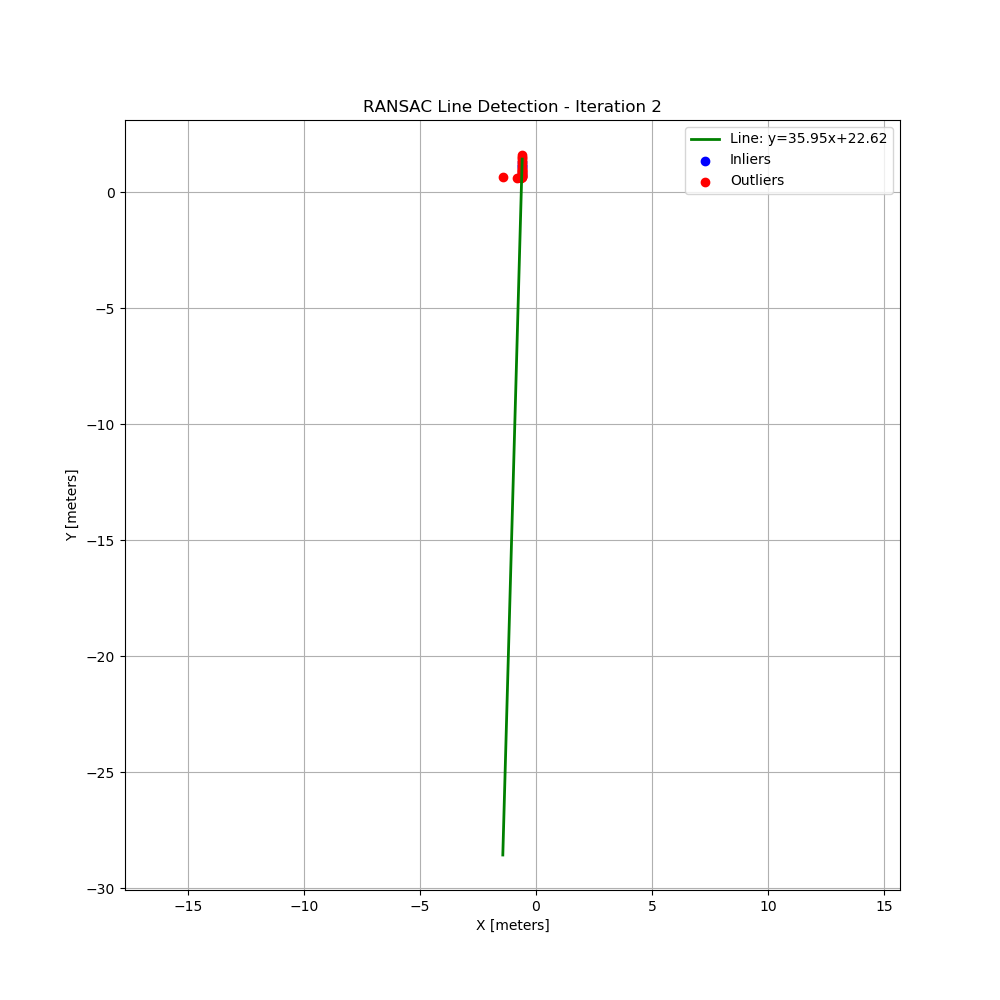 RANSAC Line Detection - Iteration 2
Line: y=35.95x+22.62
Inliers
Outliers
0
−5
−10
−15
−20
−25
−30
Y [meters]
−15 −10 −5 0 5 10 15
X [meters]